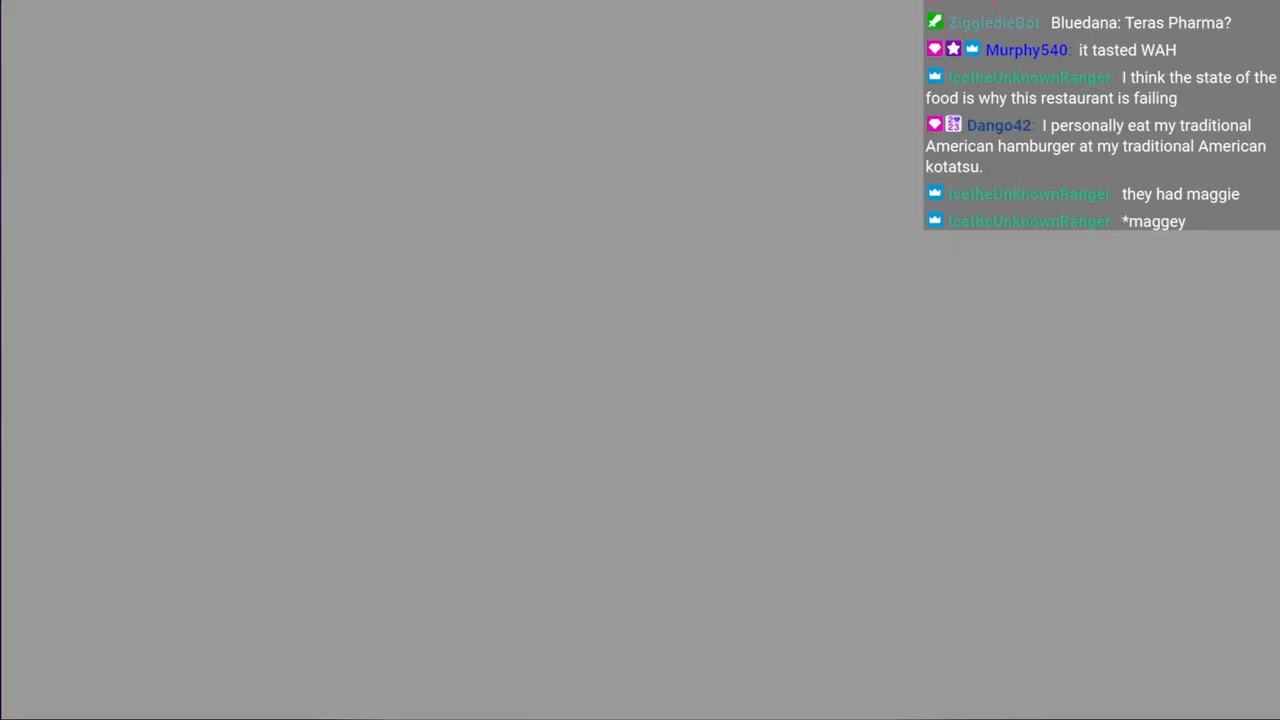 ZiggledieBot Bluedana: Teras Pharma?
Murphy540: it tasted WAH
IcetheUnknownRanger I think the state of the
food is why this restaurant is failing
Dango42: I personally eat my traditional
American hamburger at my traditional American
kotatsu.
IcetheUnknownRanger they had maggie
IcetheUnknownRanger *maggey